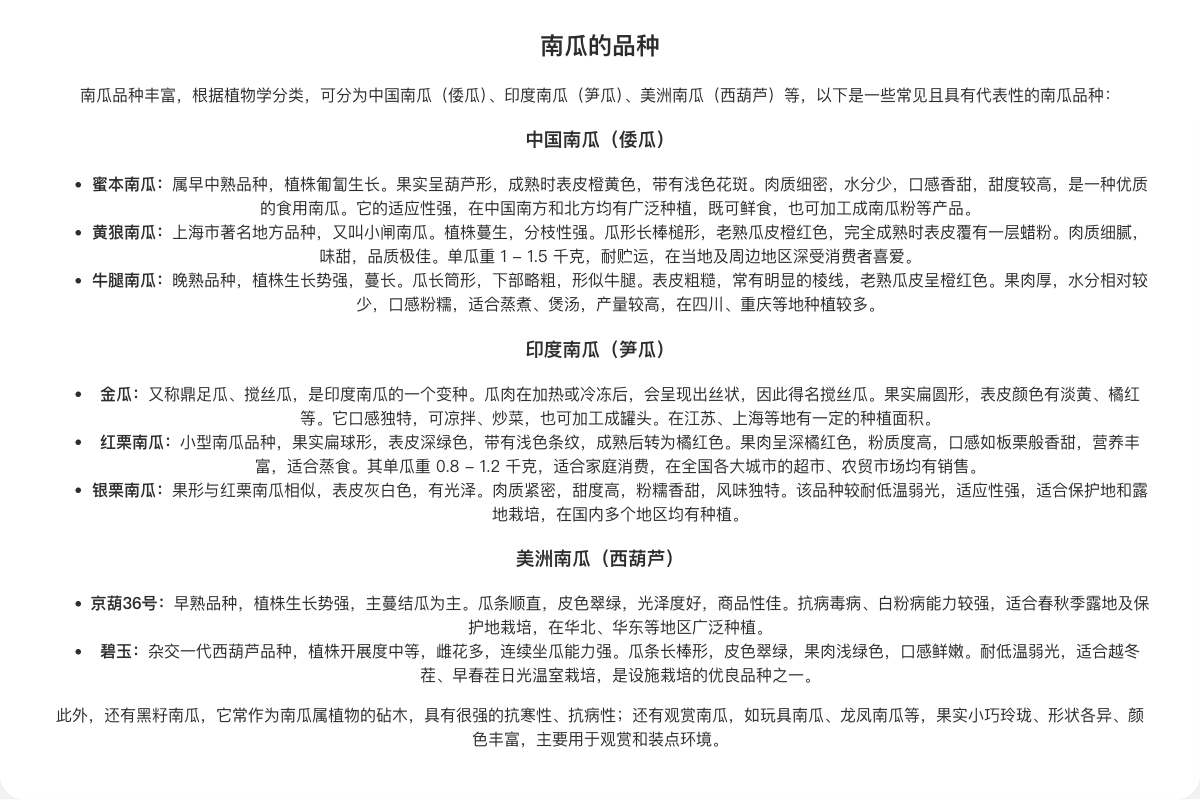 南瓜的品种
南瓜品种丰富，根据植物学分类，可分为中国南瓜（倭瓜）、印度南瓜（笋瓜）、美洲南瓜（西葫芦）等，以下是一些常见且具有代表性的南瓜品种：
中国南瓜（倭瓜）
• 蜜本南瓜：属早中熟品种，植株匍匐生长。果实呈葫芦形，成熟时表皮橙黄色，带有浅色花斑。肉质细密，水分少，口感香甜，甜度较高，是一种优质
的食用南瓜。它的适应性强，在中国南方和北方均有广泛种植，既可鲜食，也可加工成南瓜粉等产品。
• 黄狼南瓜：上海市著名地方品种，又叫小闸南瓜。植株蔓生，分枝性强。瓜形长棒槌形，老熟瓜皮橙红色，完全成熟时表皮覆有一层蜡粉。肉质细腻，
味甜，品质极佳。单瓜重 1 – 1.5 千克，耐贮运，在当地及周边地区深受消费者喜爱。
• 牛腿南瓜：晚熟品种，植株生长势强，蔓长。瓜长筒形，下部略粗，形似牛腿。表皮粗糙，常有明显的棱线，老熟瓜皮呈橙红色。果肉厚，水分相对较
少，口感粉糯，适合蒸煮、煲汤，产量较高，在四川、重庆等地种植较多。
印度南瓜（笋瓜）
• 金瓜：又称鼎足瓜、搅丝瓜，是印度南瓜的一个变种。瓜肉在加热或冷冻后，会呈现出丝状，因此得名搅丝瓜。果实扁圆形，表皮颜色有淡黄、橘红
等。它口感独特，可凉拌、炒菜，也可加工成罐头。在江苏、上海等地有一定的种植面积。
• 红栗南瓜：小型南瓜品种，果实扁球形，表皮深绿色，带有浅色条纹，成熟后转为橘红色。果肉呈深橘红色，粉质度高，口感如板栗般香甜，营养丰
富，适合蒸食。其单瓜重 0.8 – 1.2 千克，适合家庭消费，在全国各大城市的超市、农贸市场均有销售。
• 银栗南瓜：果形与红栗南瓜相似，表皮灰白色，有光泽。肉质紧密，甜度高，粉糯香甜，风味独特。该品种较耐低温弱光，适应性强，适合保护地和露
地栽培，在国内多个地区均有种植。
美洲南瓜（西葫芦）
• 京葫36号：早熟品种，植株生长势强，主蔓结瓜为主。瓜条顺直，皮色翠绿，光泽度好，商品性佳。抗病毒病、白粉病能力较强，适合春秋季露地及保
护地栽培，在华北、华东等地区广泛种植。
• 碧玉：杂交一代西葫芦品种，植株开展度中等，雌花多，连续坐瓜能力强。瓜条长棒形，皮色翠绿，果肉浅绿色，口感鲜嫩。耐低温弱光，适合越冬
茬、早春茬日光温室栽培，是设施栽培的优良品种之一。
此外，还有黑籽南瓜，它常作为南瓜属植物的砧木，具有很强的抗寒性、抗病性；还有观赏南瓜，如玩具南瓜、龙凤南瓜等，果实小巧玲珑、形状各异、颜
色丰富，主要用于观赏和装点环境。